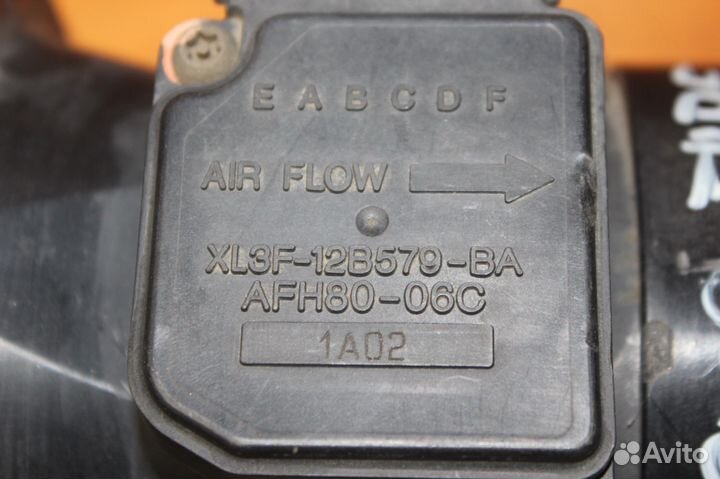 E A B C D F
AIR FLOW
XL3F-12B579-BA
AFH80-06C
1A02
Avito